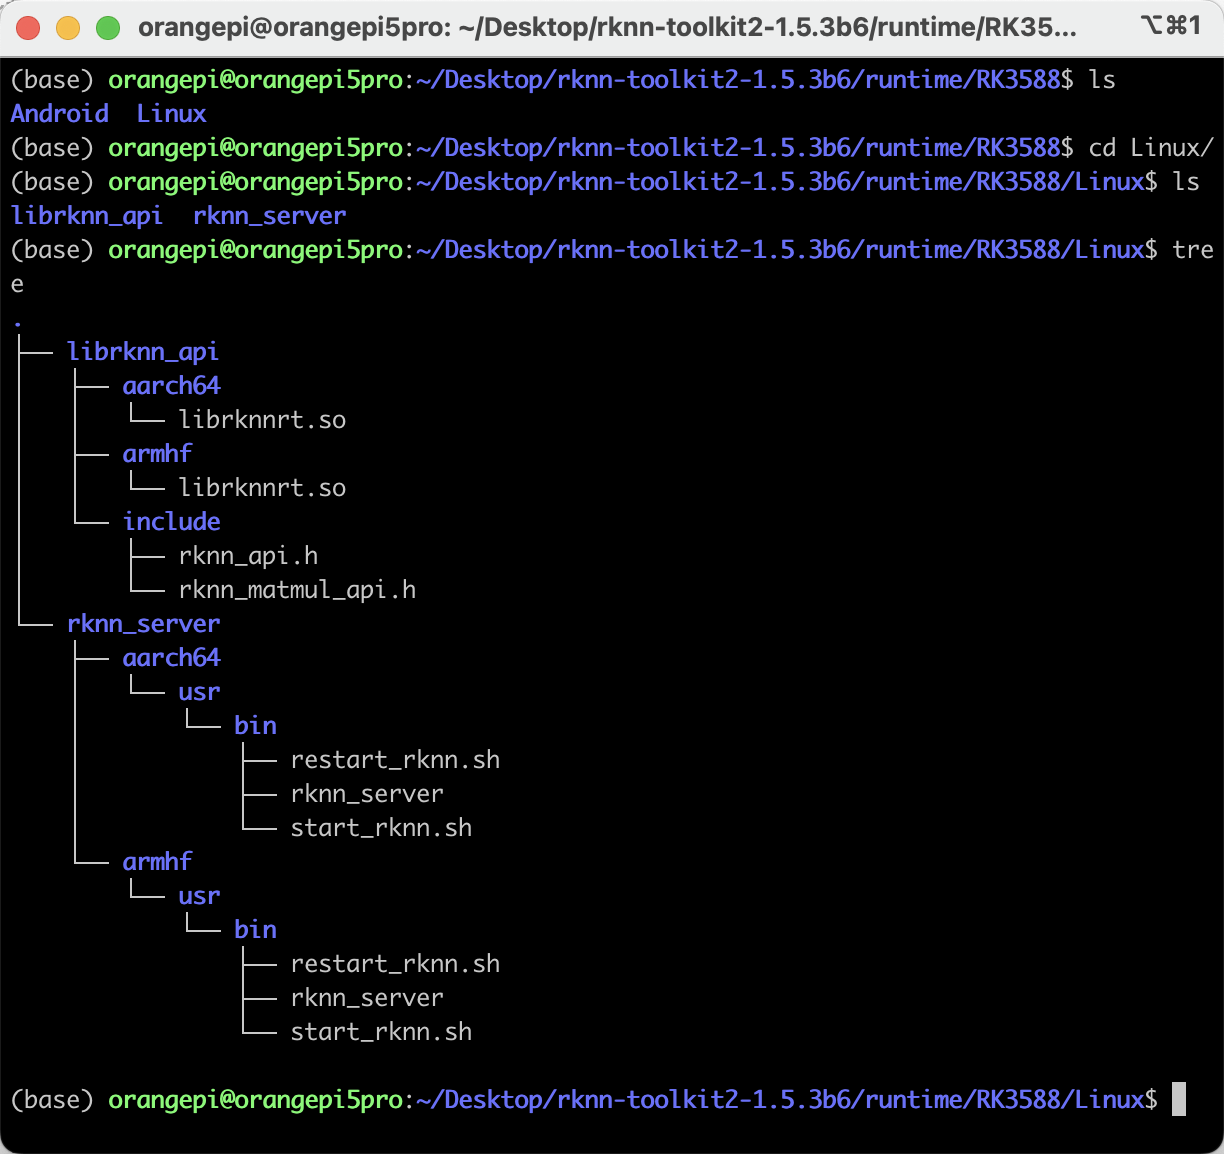 orangepi@orangepi5pro: ~/Desktop/rknn-toolkit2-1.5.3b6/runtime/RK35... ⌥⌘1
(base) orangepi@orangepi5pro:~/Desktop/rknn-toolkit2-1.5.3b6/runtime/RK3588$ ls
Android  Linux
(base) orangepi@orangepi5pro:~/Desktop/rknn-toolkit2-1.5.3b6/runtime/RK3588$ cd Linux/
(base) orangepi@orangepi5pro:~/Desktop/rknn-toolkit2-1.5.3b6/runtime/RK3588/Linux$ ls
librknn_api  rknn_server
(base) orangepi@orangepi5pro:~/Desktop/rknn-toolkit2-1.5.3b6/runtime/RK3588/Linux$ tre
e
.
├── librknn_api
│   ├── aarch64
│   │   └── librknnrt.so
│   ├── armhf
│   │   └── librknnrt.so
│   └── include
│       ├── rknn_api.h
│       └── rknn_matmul_api.h
└── rknn_server
    ├── aarch64
    │   └── usr
    │       └── bin
    │           ├── restart_rknn.sh
    │           ├── rknn_server
    │           └── start_rknn.sh
    └── armhf
        └── usr
            └── bin
                ├── restart_rknn.sh
                ├── rknn_server
                └── start_rknn.sh
(base) orangepi@orangepi5pro:~/Desktop/rknn-toolkit2-1.5.3b6/runtime/RK3588/Linux$